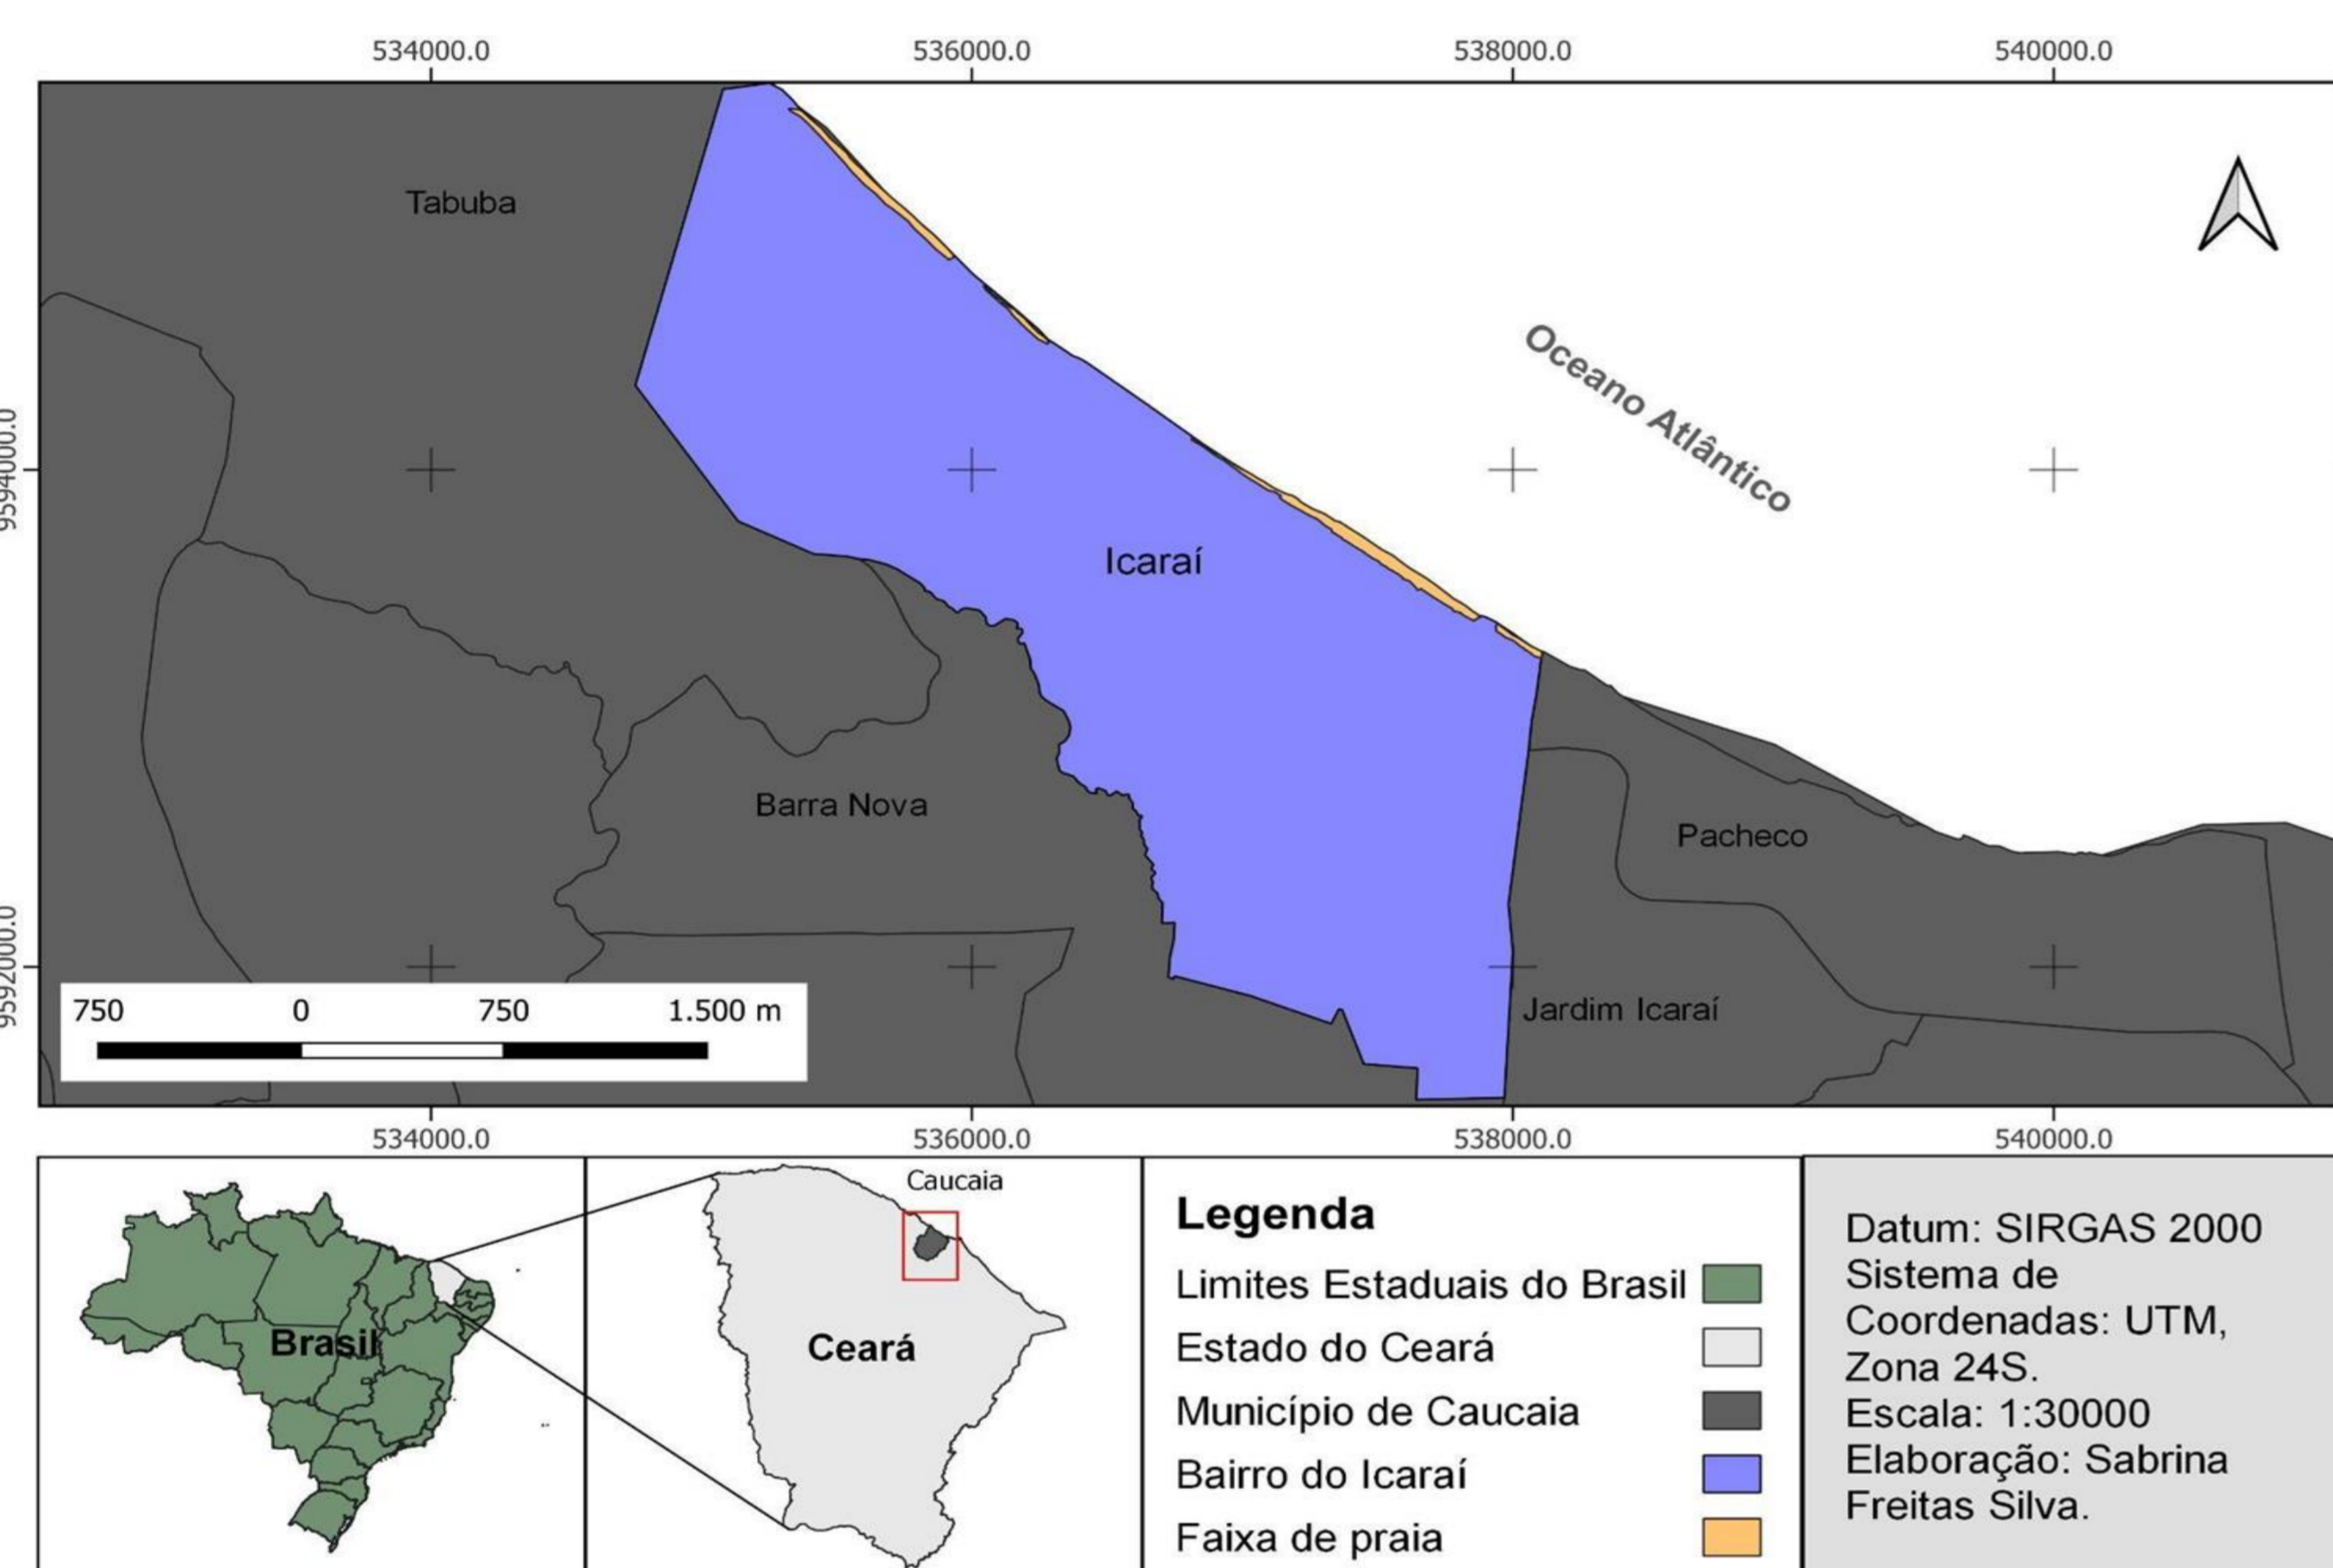 534000.0 536000.0 538000.0 540000.0
Tabuba
Oceano Atlântico
9594000.0
Icaraí
Barra Nova
Pacheco
9592000.0
Jardim Icaraí
750 0 750 1.500 m
534000.0 536000.0 538000.0 540000.0
Brasil
Caucaia
Ceará
Legenda
Limites Estaduais do Brasil
Estado do Ceará
Município de Caucaia
Bairro do Icaraí
Faixa de praia
Datum: SIRGAS 2000
Sistema de
Coordenadas: UTM,
Zona 24S.
Escala: 1:30000
Elaboração: Sabrina
Freitas Silva.